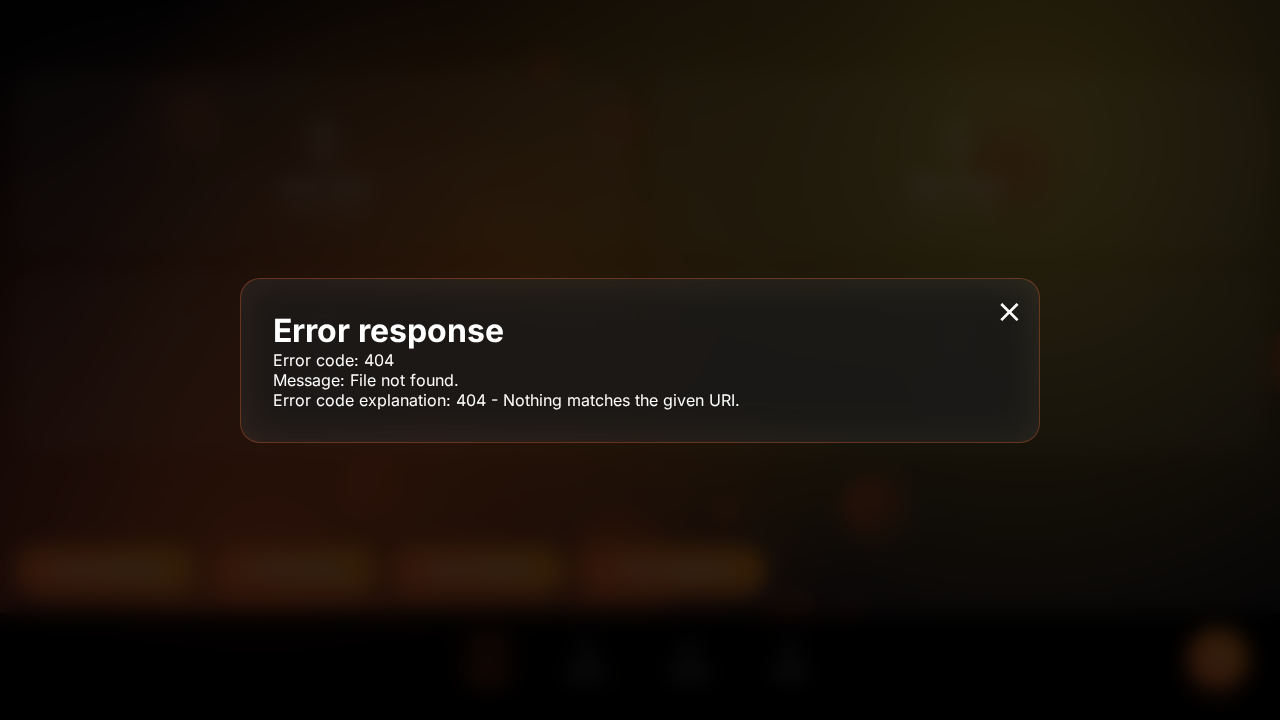 Error response
Error code: 404
Message: File not found.
Error code explanation: 404 - Nothing matches the given URI.